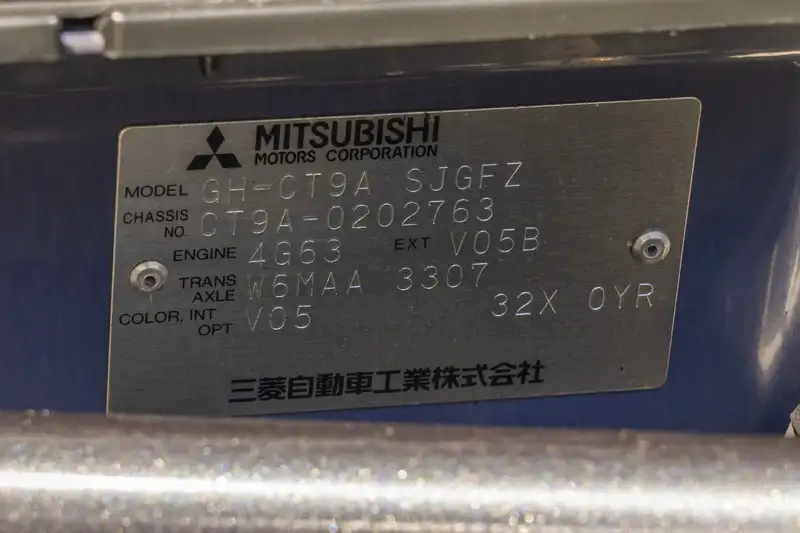 MITSUBISHI
MOTORS CORPORATION
MODEL GH-CT9A SJGFZ
CHASSIS NO. CT9A-0202763
ENGINE 4G63 EXT V05B
TRANS AXLE W6MAA 3307
COLOR, INT OPT V05 32X 0YR
三菱自動車工業株式会社